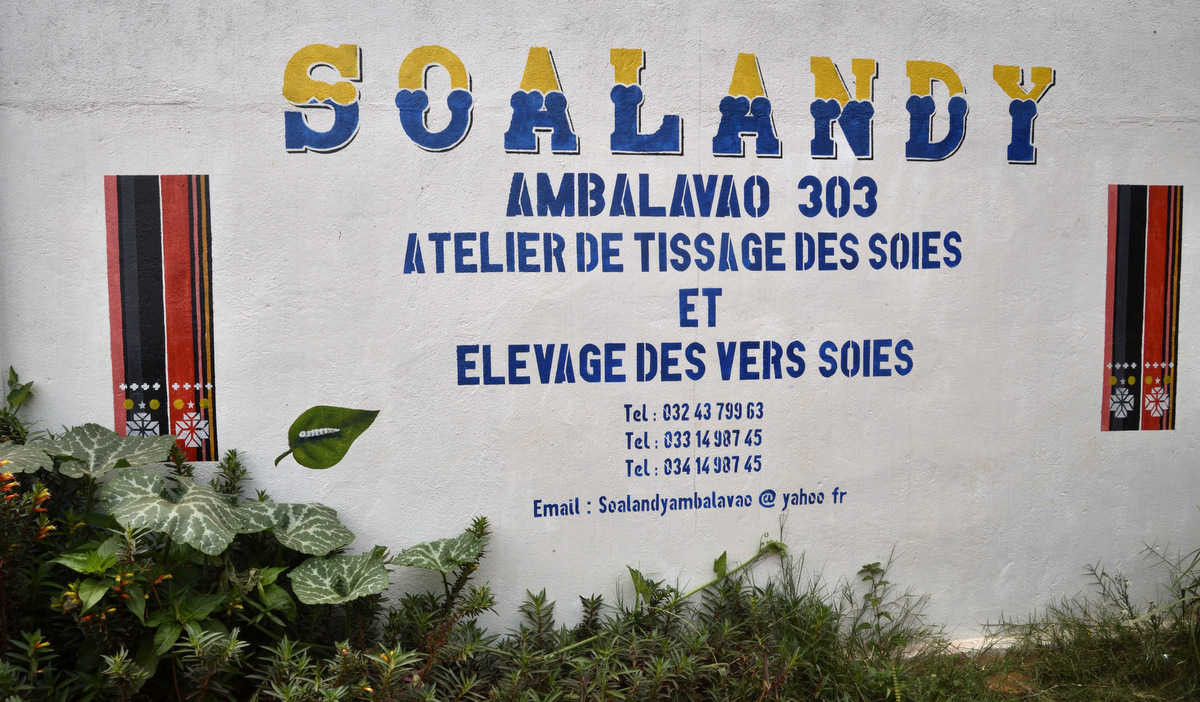 SOALANDY
AMBALAVAO 303
ATELIER DE TISSAGE DES SOIES
ET
ELEVAGE DES VERS SOIES
Tel : 032 43 799 63
Tel : 033 14 987 45
Tel : 034 14 987 45
Email : Soalandyambalavao @ yahoo fr